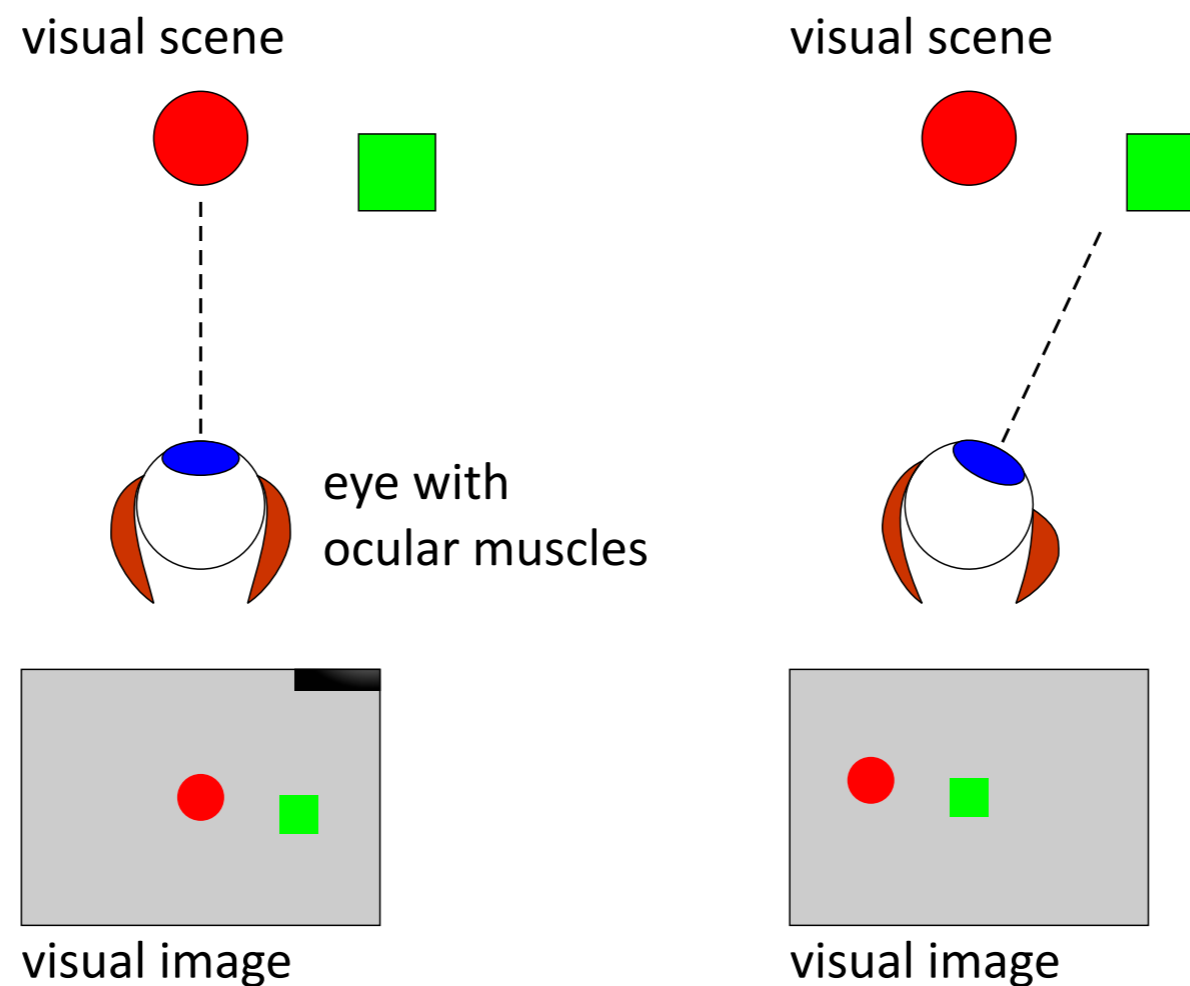 visual scene
visual scene
eye with
ocular muscles
visual image
visual image